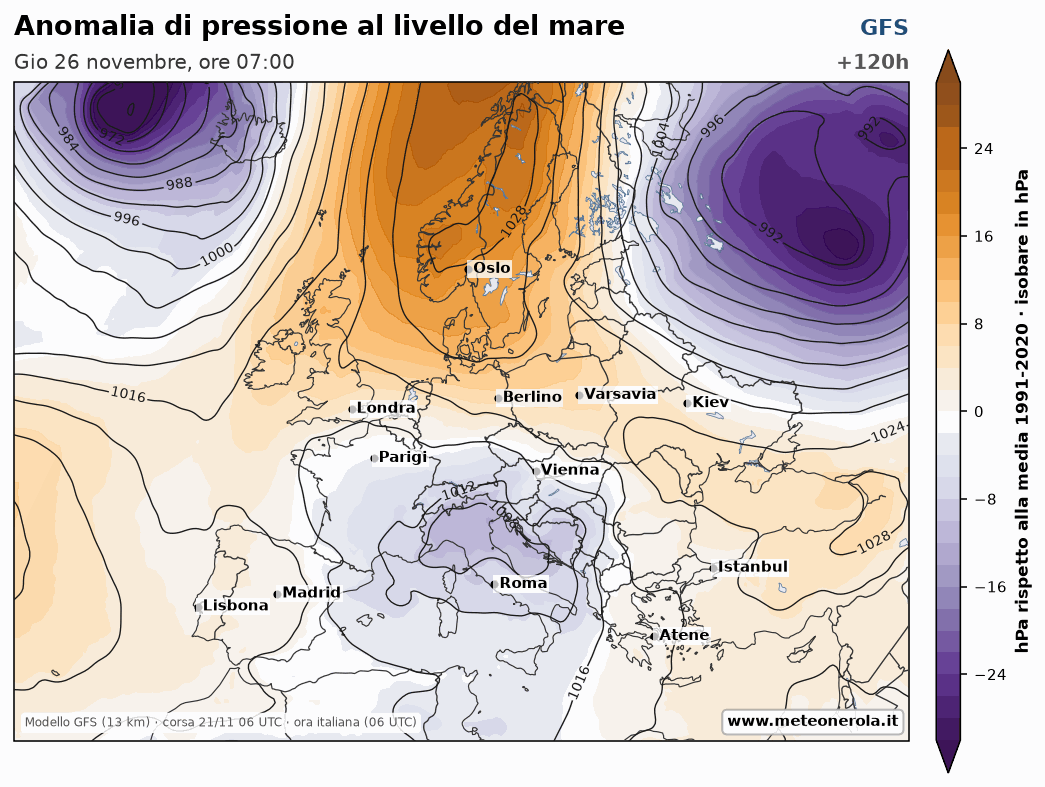 Anomalia di pressione al livello del mare
GFS
Gio 26 novembre, ore 07:00
+120h
972
984
988
996
1000
1016
1028
1004
996
992
992
Oslo
24
16
8
0
−8
−16
−24
hPa rispetto alla media 1991-2020 · isobare in hPa
Londra
Berlino
Varsavia
Kiev
1024
Parigi
Vienna
1012
1008
1028
Istanbul
Roma
Madrid
Lisbona
Atene
1016
Modello GFS (13 km) · corsa 21/11 06 UTC · ora italiana (06 UTC)
www.meteonerola.it